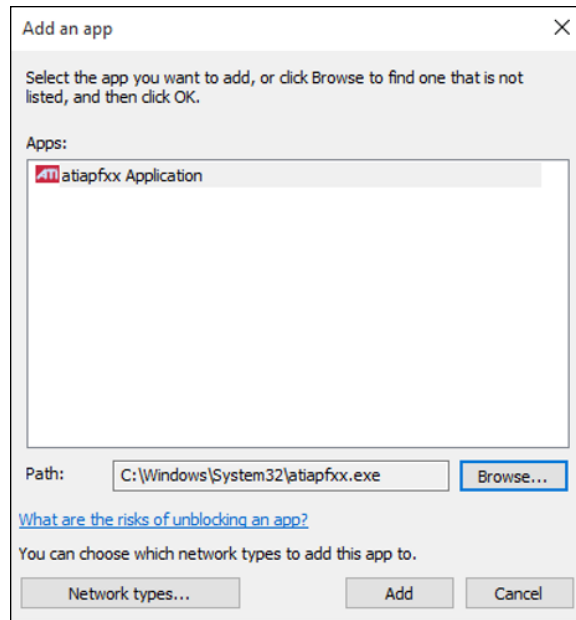 Add an app
Select the app you want to add, or click Browse to find one that is not
listed, and then click OK.
Apps:
ATI atiapfxx Application
Path: C:\Windows\System32\atiapfxx.exe Browse...
What are the risks of unblocking an app?
You can choose which network types to add this app to.
Network types... Add Cancel